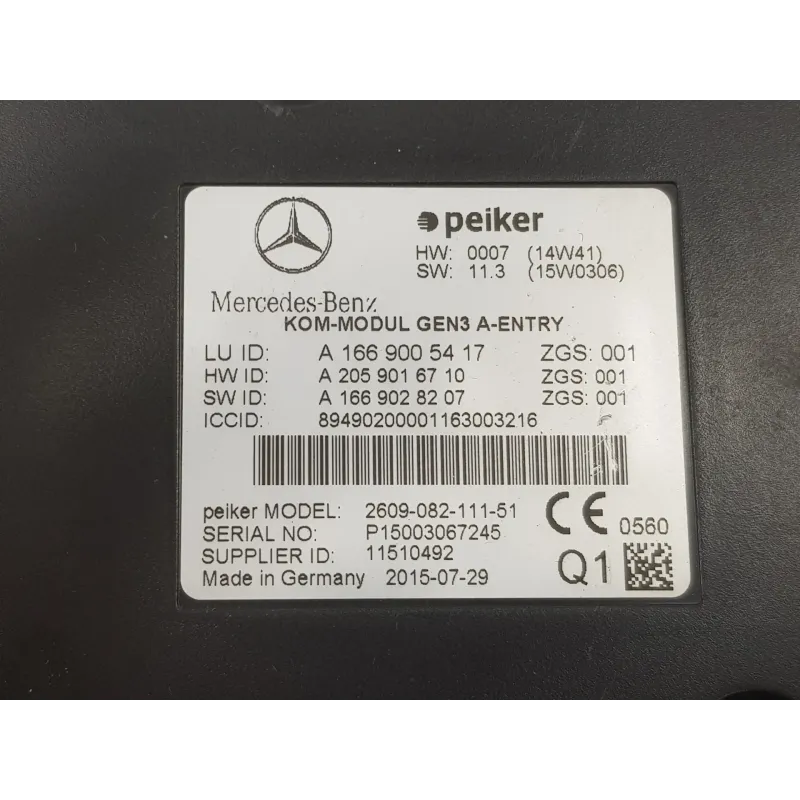 peiker
HW: 0007 (14W41)
SW: 11.3 (15W0306)
Mercedes-Benz
KOM-MODUL GEN3 A-ENTRY
LU ID: A 166 900 54 17 ZGS: 001
HW ID: A 205 901 67 10 ZGS: 001
SW ID: A 166 902 82 07 ZGS: 001
ICCID: 89490200001163003216
peiker MODEL: 2609-082-111-51
SERIAL NO: P15003067245
CE 0560
SUPPLIER ID: 11510492
Made in Germany 2015-07-29
Q1